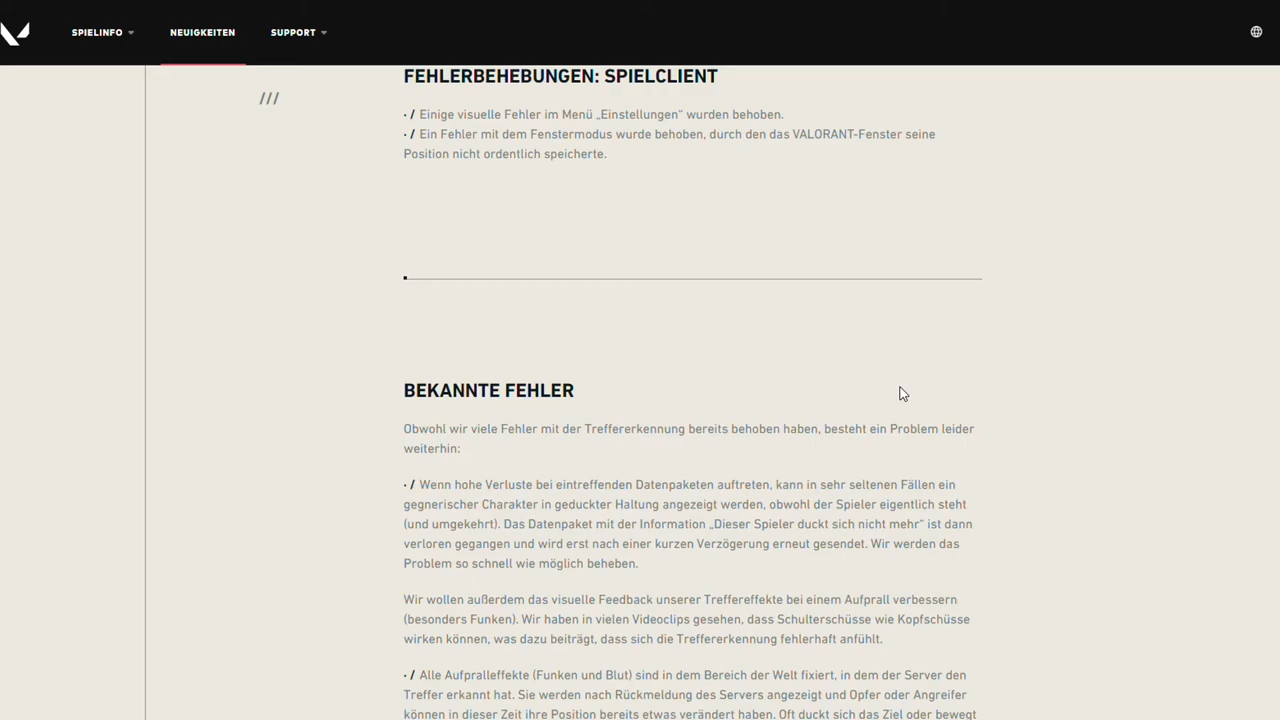 SPIELINFO NEUIGKEITEN SUPPORT
FEHLERBEHEBUNGEN: SPIELCLIENT
///
· / Einige visuelle Fehler im Menü „Einstellungen“ wurden behoben.
· / Ein Fehler mit dem Fenstermodus wurde behoben, durch den das VALORANT-Fenster seine
Position nicht ordentlich speicherte.
BEKANNTE FEHLER
Obwohl wir viele Fehler mit der Treffererkennung bereits behoben haben, besteht ein Problem leider
weiterhin:
· / Wenn hohe Verluste bei eintreffenden Datenpaketen auftreten, kann in sehr seltenen Fällen ein
gegnerischer Charakter in geduckter Haltung angezeigt werden, obwohl der Spieler eigentlich steht
(und umgekehrt). Das Datenpaket mit der Information „Dieser Spieler duckt sich nicht mehr“ ist dann
verloren gegangen und wird erst nach einer kurzen Verzögerung erneut gesendet. Wir werden das
Problem so schnell wie möglich beheben.
Wir wollen außerdem das visuelle Feedback unserer Treffereffekte bei einem Aufprall verbessern
(besonders Funken). Wir haben in vielen Videoclips gesehen, dass Schulterschüsse wie Kopfschüsse
wirken können, was dazu beiträgt, dass sich die Treffererkennung fehlerhaft anfühlt.
· / Alle Aufpralleffekte (Funken und Blut) sind in dem Bereich der Welt fixiert, in dem der Server den
Treffer erkannt hat. Sie werden nach Rückmeldung des Servers angezeigt und Opfer oder Angreifer
können in dieser Zeit ihre Position bereits etwas verändert haben. Oft duckt sich das Ziel oder bewegt